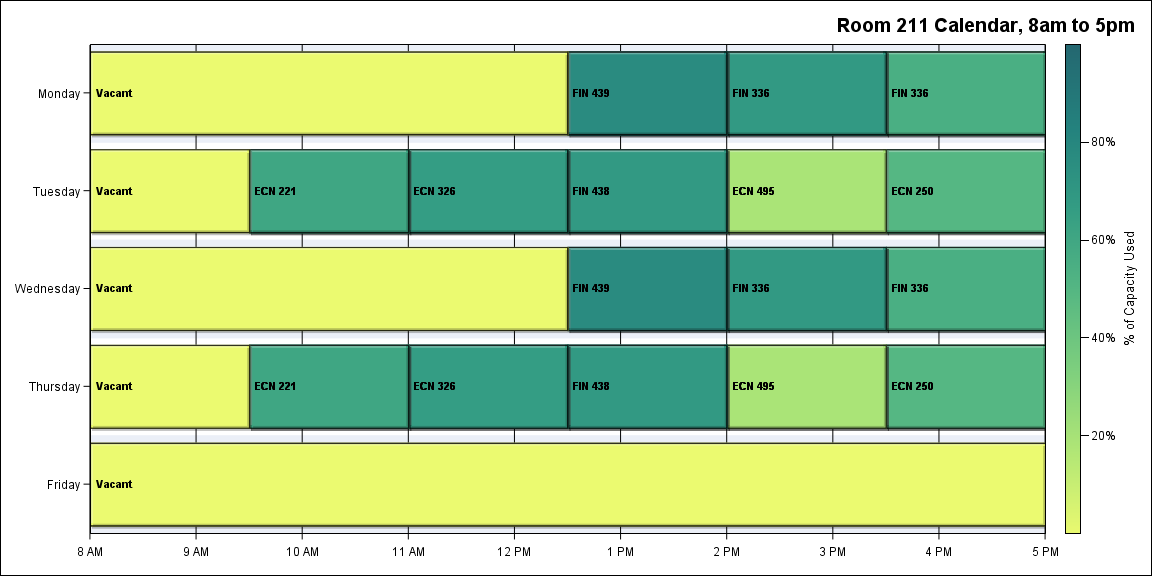 Room 211 Calendar, 8am to 5pm
Monday
Vacant
FIN 439
FIN 336
FIN 336
Tuesday
Vacant
ECN 221
ECN 326
FIN 438
ECN 495
ECN 250
Wednesday
Vacant
FIN 439
FIN 336
FIN 336
Thursday
Vacant
ECN 221
ECN 326
FIN 438
ECN 495
ECN 250
Friday
Vacant
8 AM
9 AM
10 AM
11 AM
12 PM
1 PM
2 PM
3 PM
4 PM
5 PM
80%
60%
40%
20%
% of Capacity Used